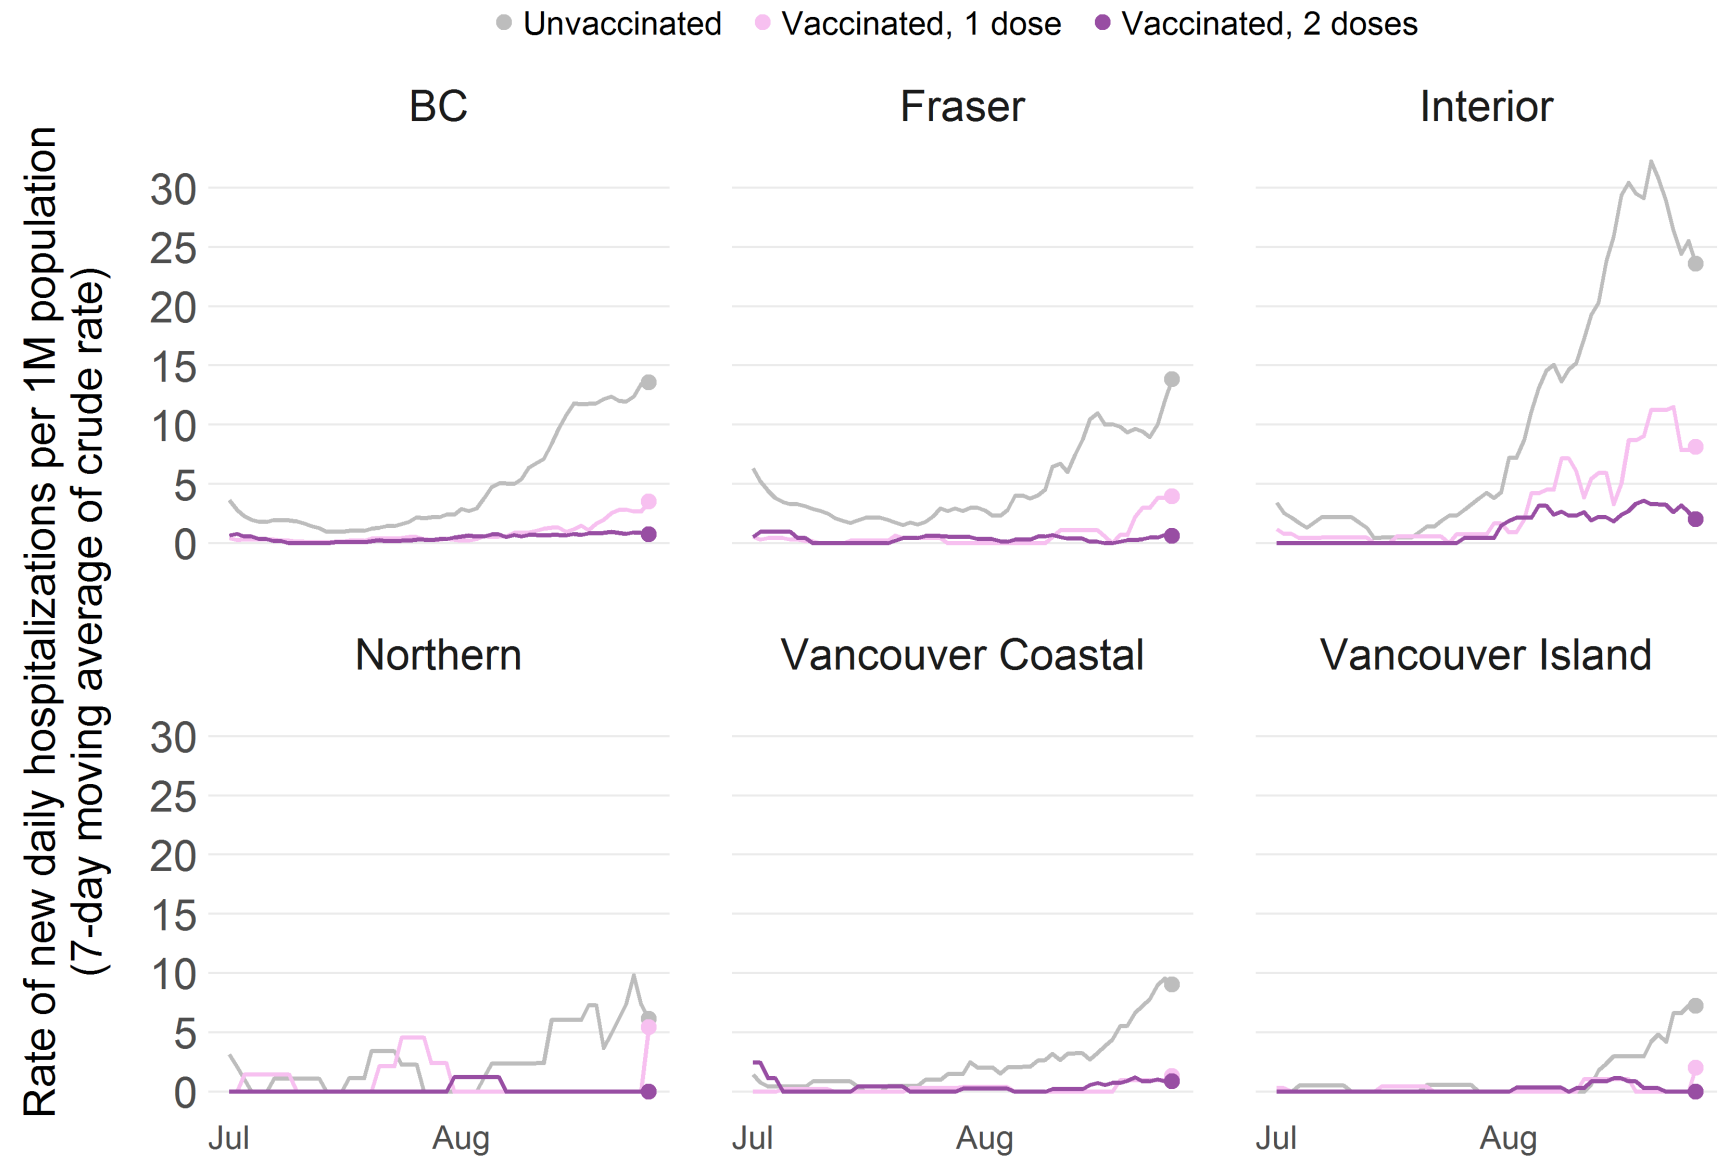 Unvaccinated Vaccinated, 1 dose Vaccinated, 2 doses
Rate of new daily hospitalizations per 1M population
(7-day moving average of crude rate)
BC Fraser Interior
30
25
20
15
10
5
0
Northern Vancouver Coastal Vancouver Island
30
25
20
15
10
5
0
Jul Aug Jul Aug Jul Aug